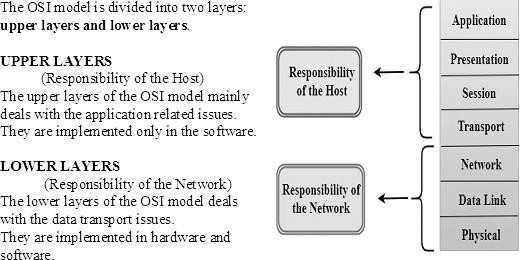 The OSI model is divided into two layers:
upper layers and lower layers.
UPPER LAYERS
(Responsibility of the Host)
The upper layers of the OSI model mainly
deals with the application related issues.
They are implemented only in the software.
LOWER LAYERS
(Responsibility of the Network)
The lower layers of the OSI model deals
with the data transport issues.
They are implemented in hardware and
software.
Responsibility
of the Host
Responsibility of
the Network
Application
Presentation
Session
Transport
Network
Data Link
Physical